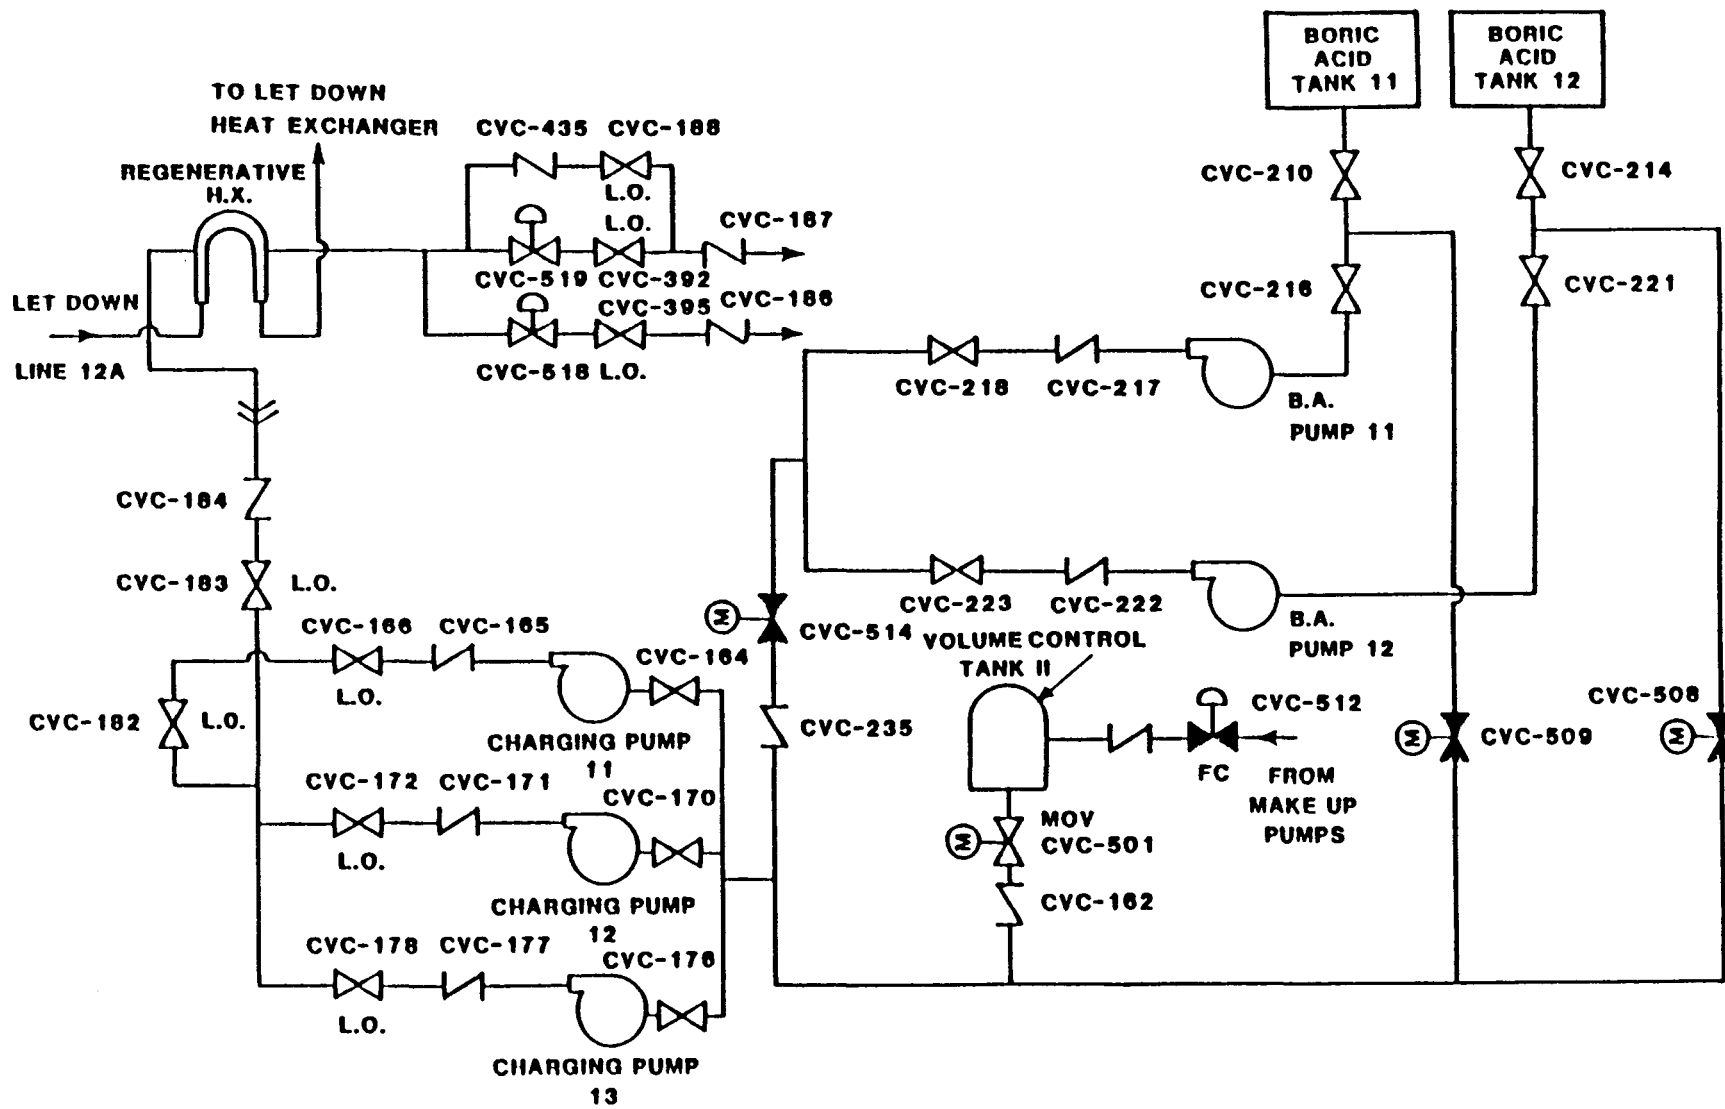 BORIC
ACID
TANK 11
BORIC
ACID
TANK 12
TO LET DOWN
HEAT EXCHANGER
CVC-435
CVC-188
REGENERATIVE
H.X.
L.O.
L.O.
CVC-187
CVC-210
CVC-214
CVC-519
CVC-392
CVC-395
CVC-186
CVC-216
CVC-221
LET DOWN
LINE 12A
CVC-518
L.O.
CVC-218
CVC-217
B.A.
PUMP 11
CVC-184
CVC-183
L.O.
CVC-223
CVC-222
B.A.
PUMP 12
M
CVC-514
VOLUME CONTROL
TANK II
CVC-166
CVC-165
CVC-164
L.O.
CVC-182
L.O.
CHARGING PUMP
11
CVC-235
CVC-512
FC
FROM
MAKE UP
PUMPS
M
CVC-509
CVC-508
M
CVC-172
CVC-171
CVC-170
L.O.
M
MOV
CVC-501
CVC-162
CHARGING PUMP
12
CVC-178
CVC-177
CVC-176
L.O.
CHARGING PUMP
13